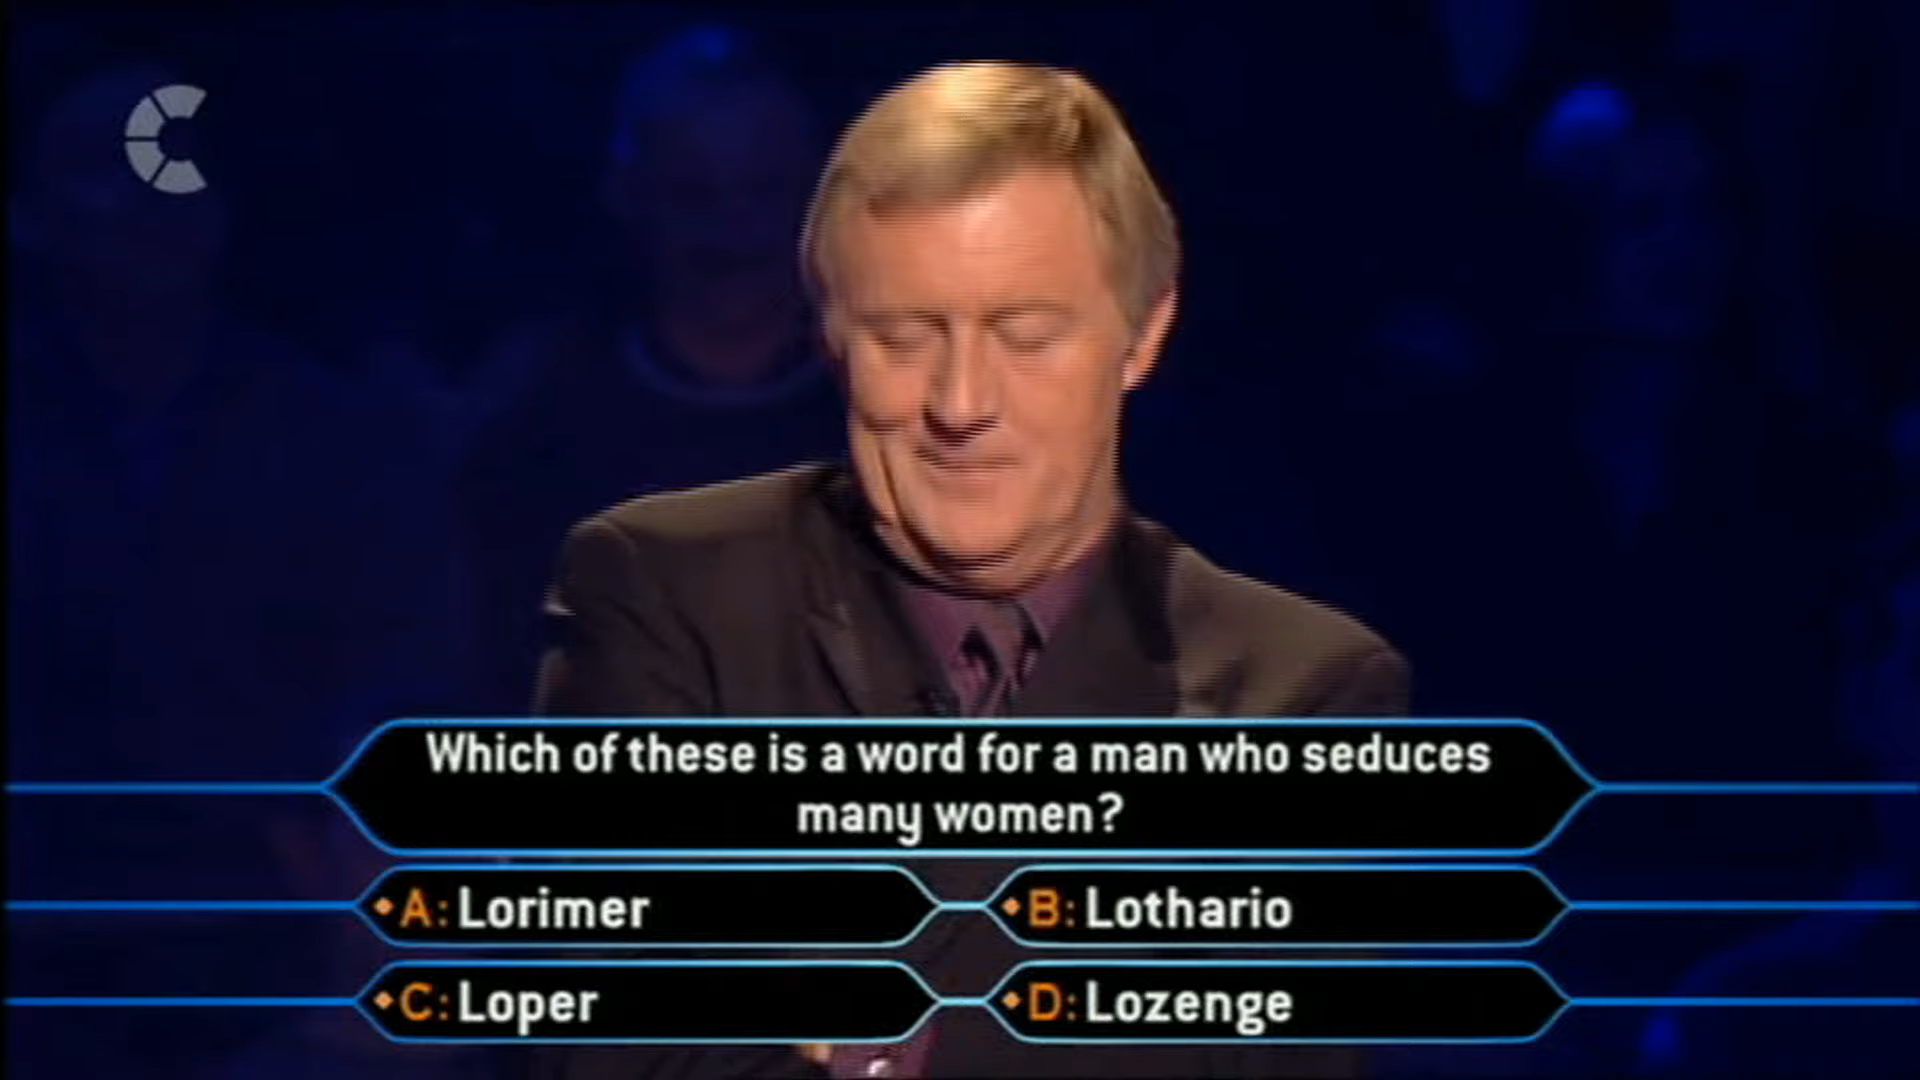 Which of these is a word for a man who seduces
many women?
A: Lorimer
B: Lothario
C: Loper
D: Lozenge